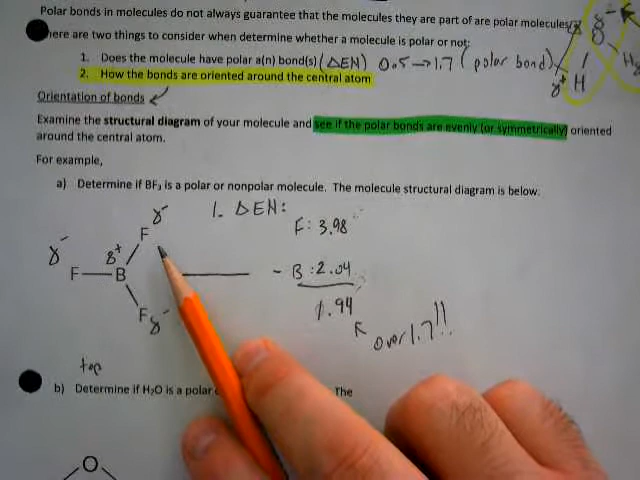 Polar bonds in molecules do not always guarantee that the molecules they are part of are polar molecules
here are two things to consider when determine whether a molecule is polar or not:
1. Does the molecule have polar a(n) bond(s) (ΔEN) 0.5 → 1.7 (polar bond)
2. How the bonds are oriented around the central atom
δ-
H
δ+ H
Orientation of bonds
Examine the structural diagram of your molecule and see if the polar bonds are evenly (or symmetrically) oriented
around the central atom.
For example,
a) Determine if BF₃ is a polar or nonpolar molecule. The molecule structural diagram is below.
δ- 1. ΔEN:
F F: 3.98
δ- δ+
F B - B: 2.04
1.94
F δ-
over 1.7!!
top
b) Determine if H₂O is a polar The
O